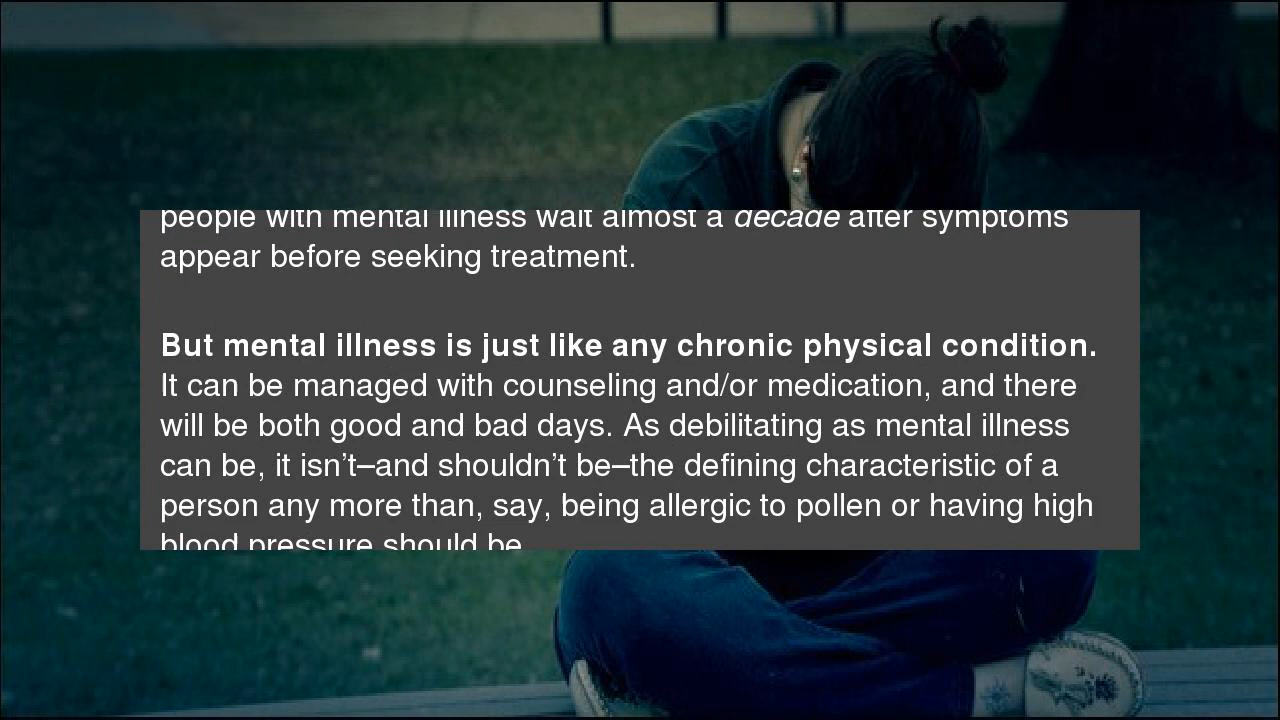 people with mental illness wait almost a decade after symptoms
appear before seeking treatment.
But mental illness is just like any chronic physical condition.
It can be managed with counseling and/or medication, and there
will be both good and bad days. As debilitating as mental illness
can be, it isn’t–and shouldn’t be–the defining characteristic of a
person any more than, say, being allergic to pollen or having high
blood pressure should be